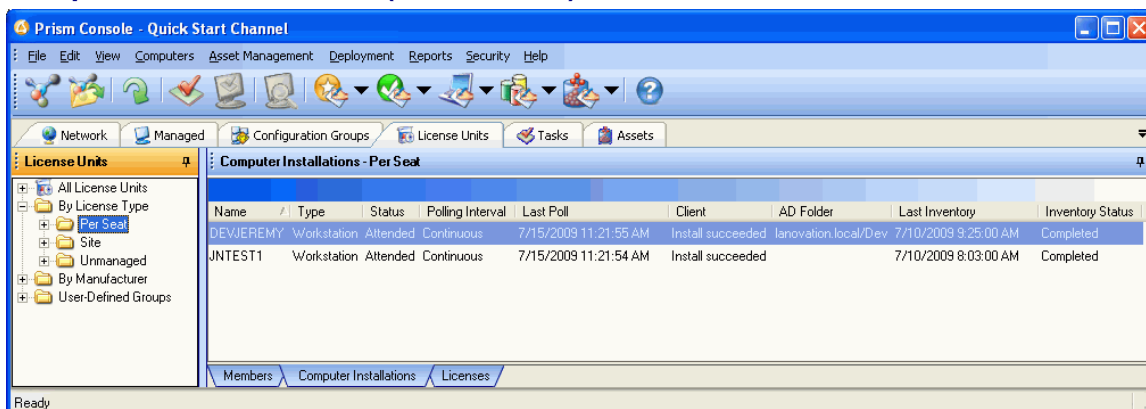 Prism Console - Quick Start Channel
File Edit View Computers Asset Management Deployment Reports Security Help
Network Managed Configuration Groups License Units Tasks Assets
License Units
Computer Installations - Per Seat
All License Units
By License Type
Per Seat
Site
Unmanaged
By Manufacturer
User-Defined Groups
Name Type Status Polling Interval Last Poll Client AD Folder Last Inventory Inventory Status
DEVJEREMY Workstation Attended Continuous 7/15/2009 11:21:55 AM Install succeeded lanovation.local/Dev 7/10/2009 9:25:00 AM Completed
JNTEST1 Workstation Attended Continuous 7/15/2009 11:21:54 AM Install succeeded 7/10/2009 8:03:00 AM Completed
Members Computer Installations Licenses
Ready